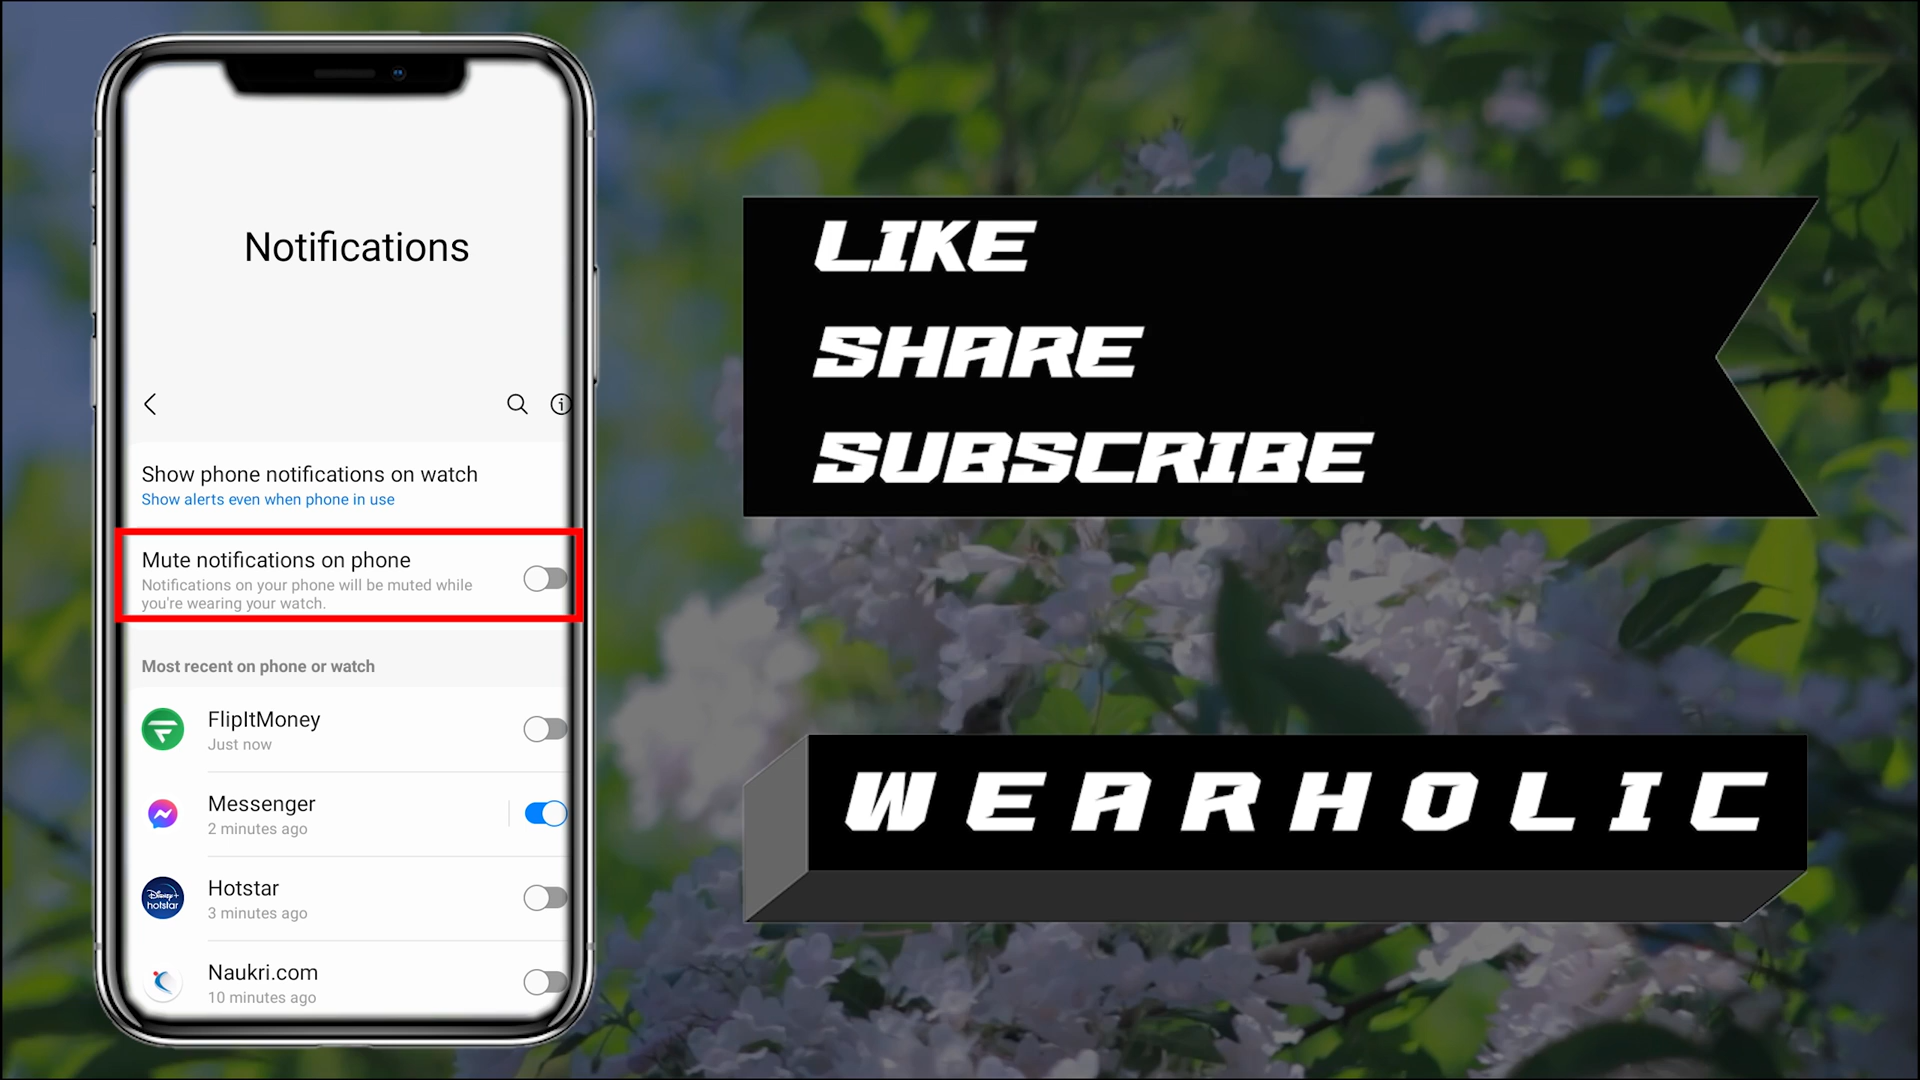 Notifications
Show phone notifications on watch
Show alerts even when phone in use
Mute notifications on phone
Notifications on your phone will be muted while
you're wearing your watch.
Most recent on phone or watch
FlipItMoney
Just now
Messenger
2 minutes ago
Disney+
hotstar
Hotstar
3 minutes ago
Naukri.com
10 minutes ago
LIKE
SHARE
SUBSCRIBE
WEARHOLIC